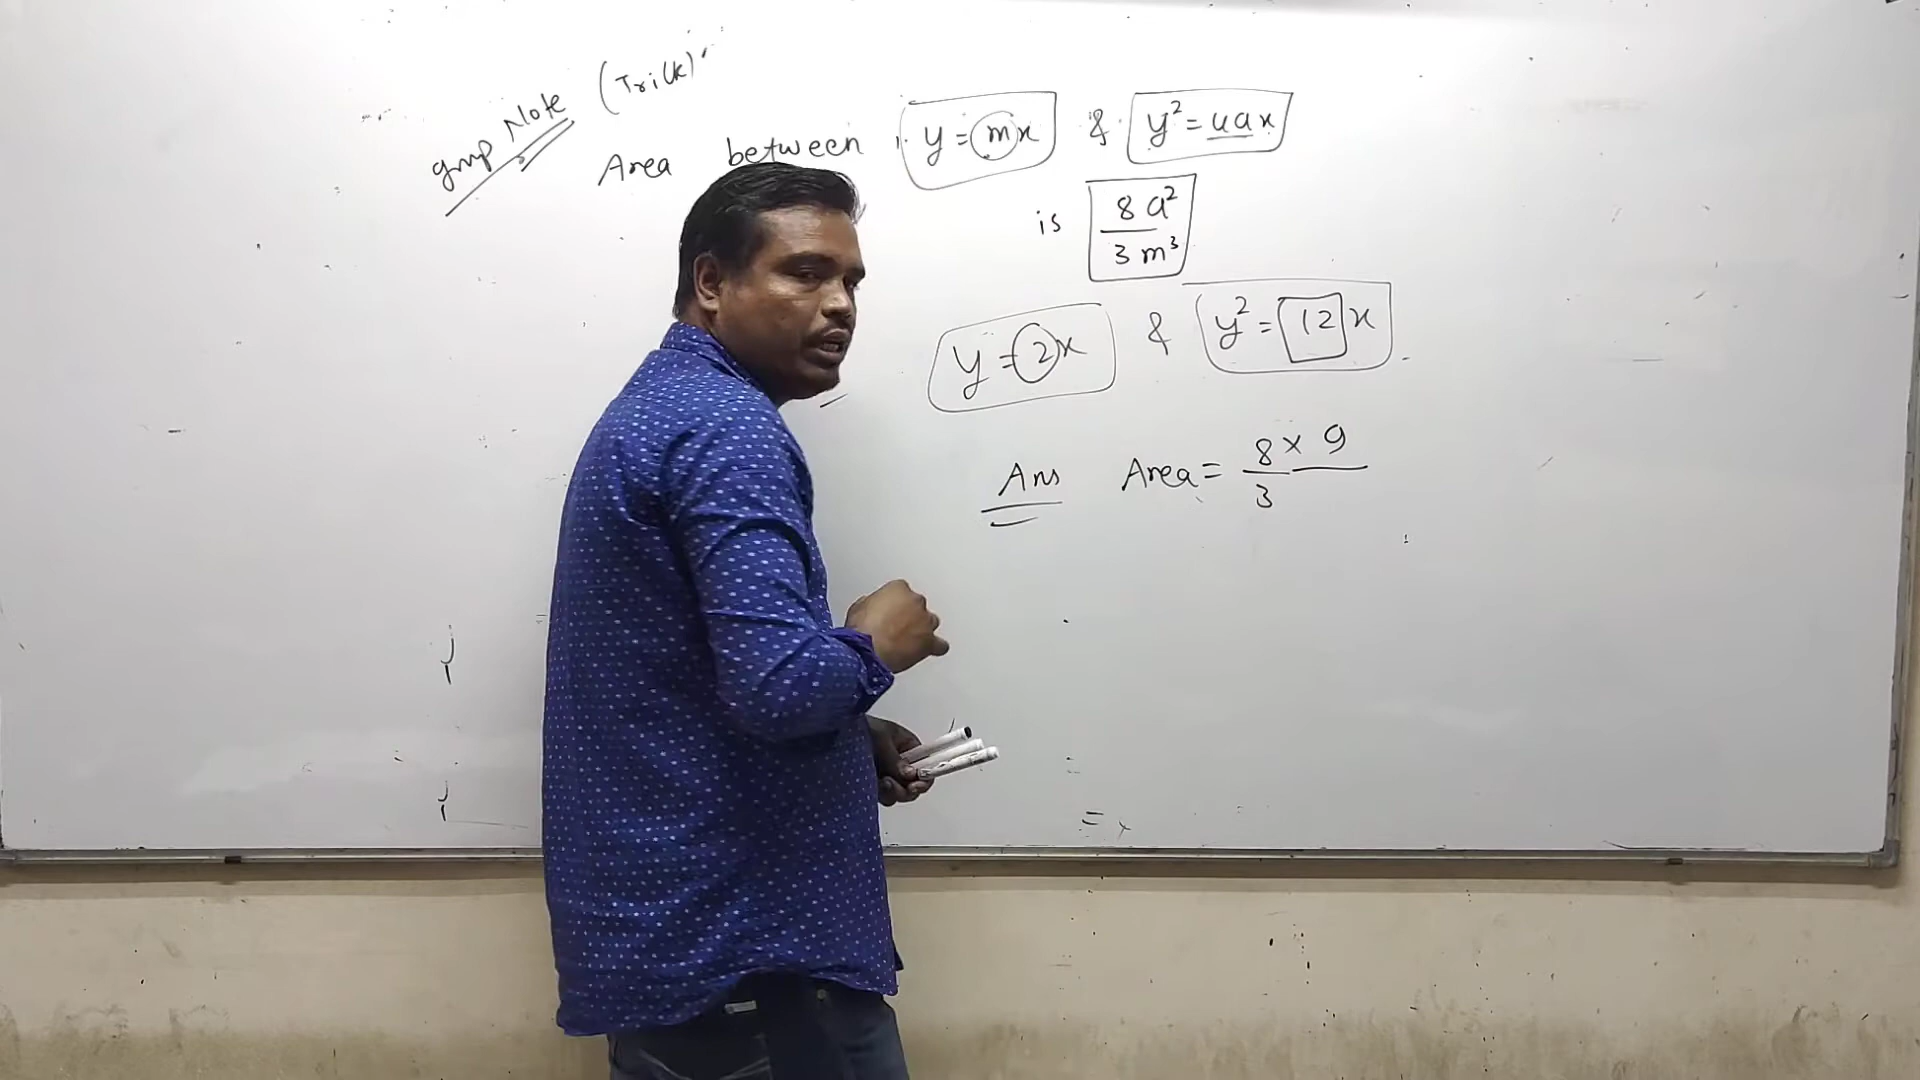 gmp Note (Trick)
Area between y = mx & y² = 4ax
is 8a²/3m³
y = 2x & y² = 12x
Ans Area = 8 × 9 / 3
=